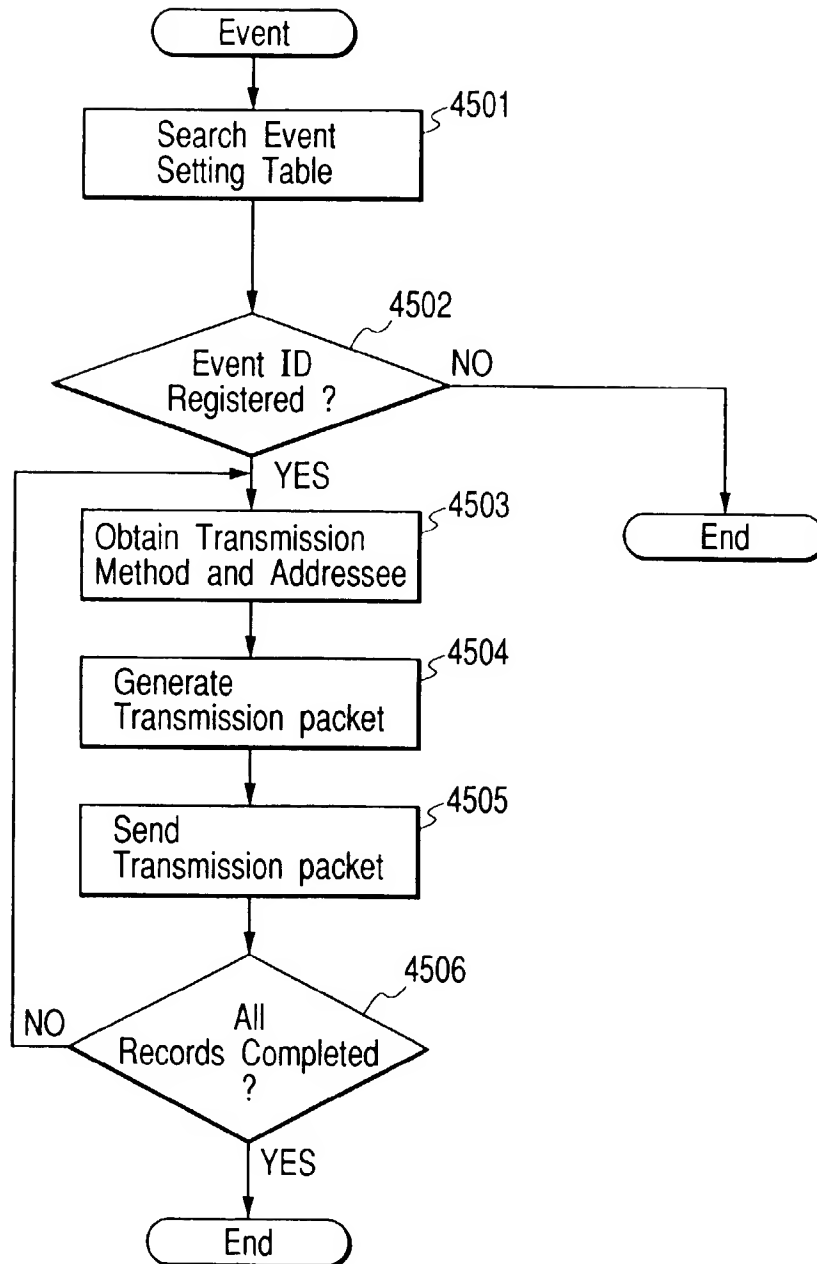 Event
4501
Search Event
Setting Table
4502
Event ID
Registered ?
NO
YES
4503
Obtain Transmission
Method and Addressee
End
4504
Generate
Transmission packet
4505
Send
Transmission packet
4506
All
Records Completed
?
NO
YES
End